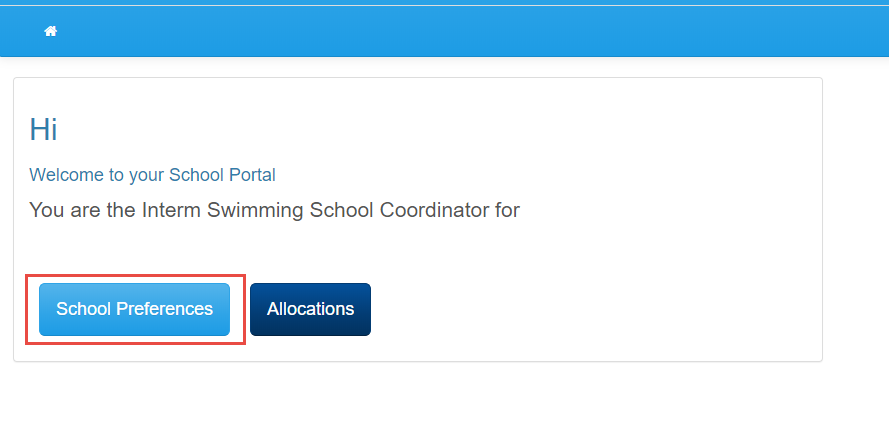 Hi
Welcome to your School Portal
You are the Interm Swimming School Coordinator for
School Preferences
Allocations